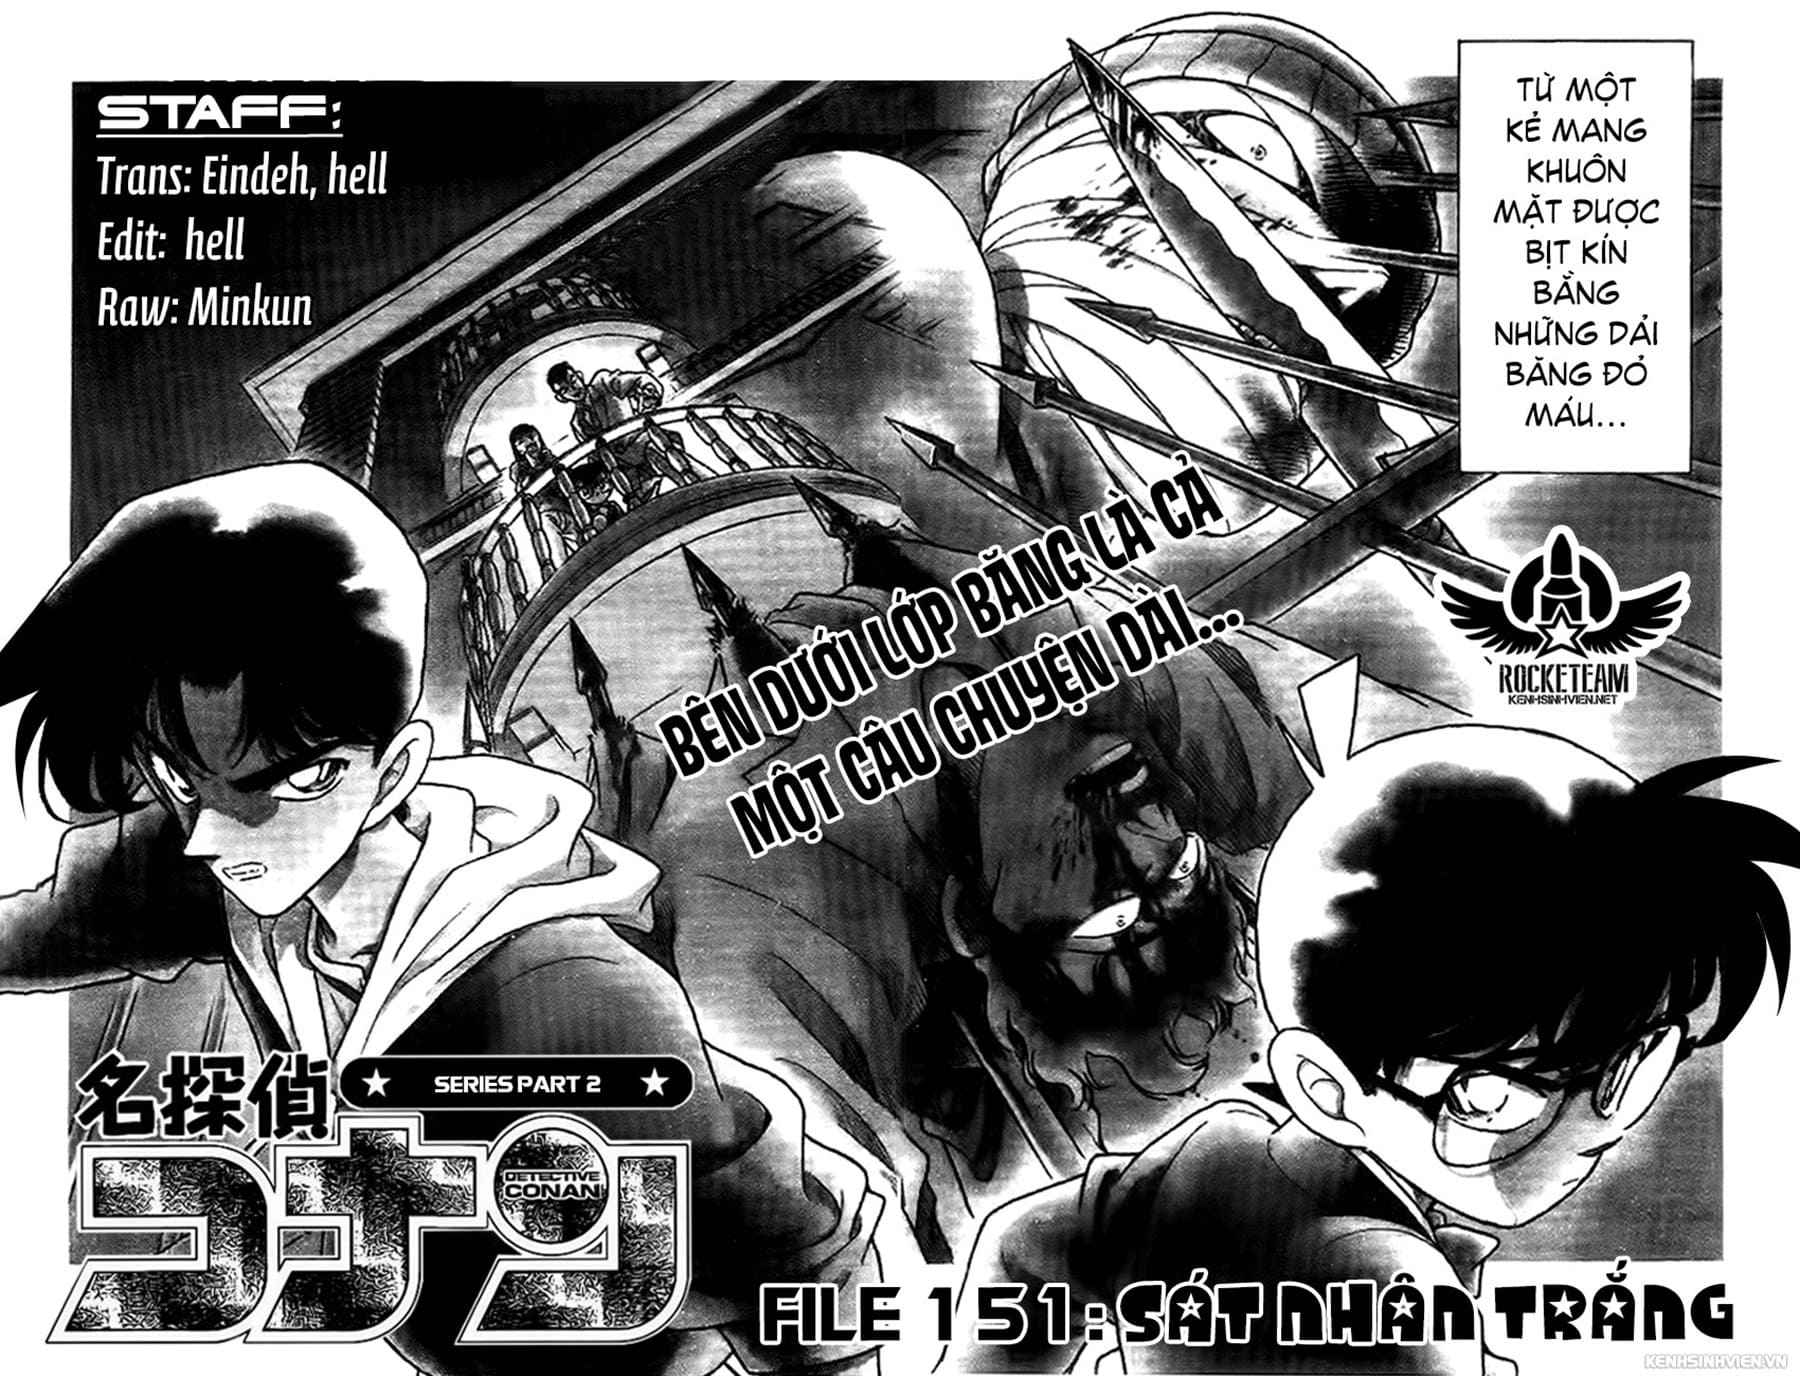 STAFF:
Trans: Eindeh, hell
Edit: hell
Raw: Minkun
TỪ MỘT
KẺ MANG
KHUÔN
MẶT ĐƯỢC
BỊT KÍN
BẰNG
NHỮNG DẢI
BĂNG ĐỎ
MÁU...
BÊN DƯỚI LỚP BĂNG LÀ CẢ
MỘT CÂU CHUYỆN DÀI...
ROCKETEAM
KENHSINHVIEN.NET
名探偵
SERIES PART 2
コナン
DETECTIVE
CONAN
FILE 151: SÁT NHÂN TRẮNG
KENHSINHVIEN.VN